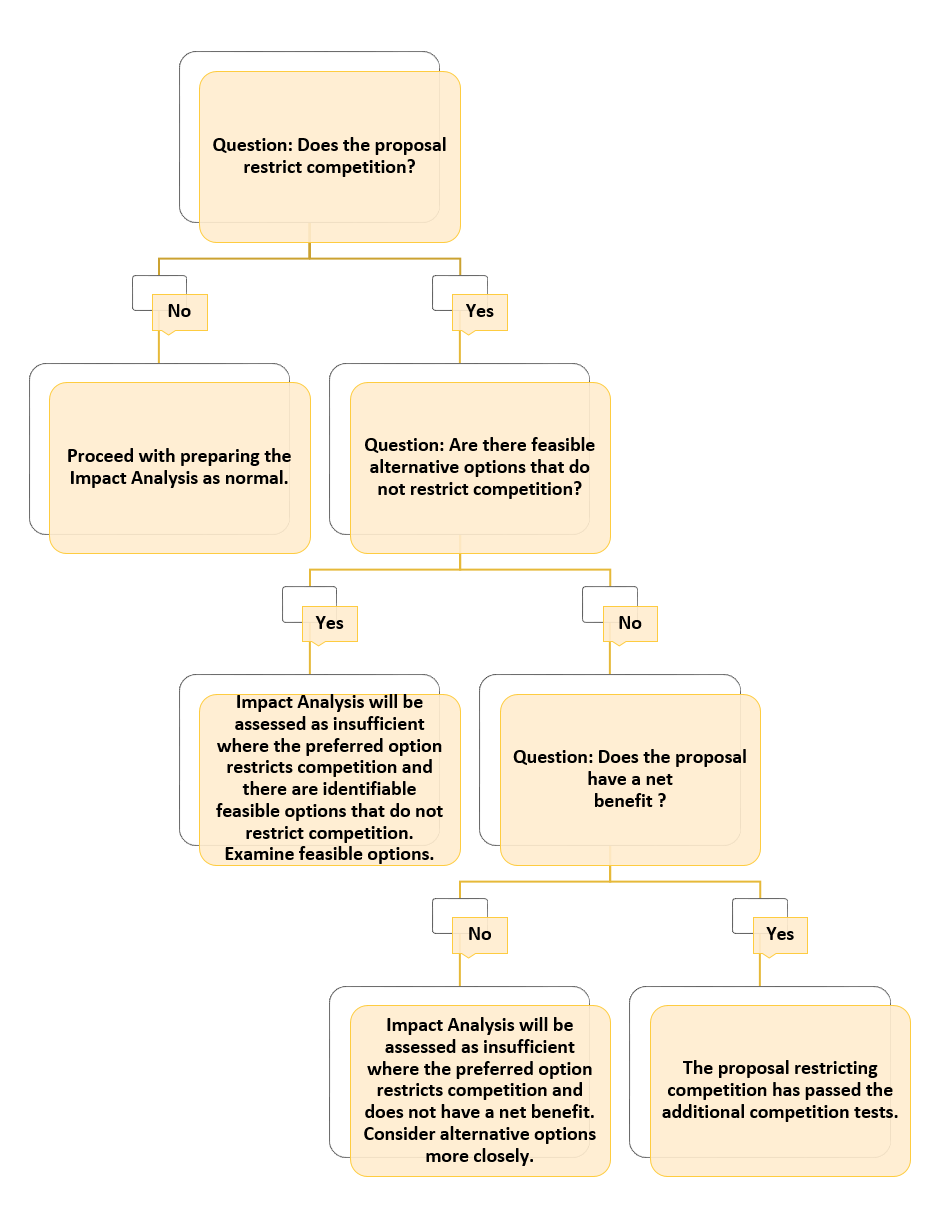 Question: Does the proposal
restrict competition?
No
Yes
Proceed with preparing the
Impact Analysis as normal.
Question: Are there feasible
alternative options that do
not restrict competition?
Yes
No
Impact Analysis will be
assessed as insufficient
where the preferred option
restricts competition and
there are identifiable
feasible options that do not
restrict competition.
Examine feasible options.
Question: Does the proposal
have a net
benefit ?
No
Yes
Impact Analysis will be
assessed as insufficient
where the preferred option
restricts competition and
does not have a net benefit.
Consider alternative options
more closely.
The proposal restricting
competition has passed the
additional competition tests.